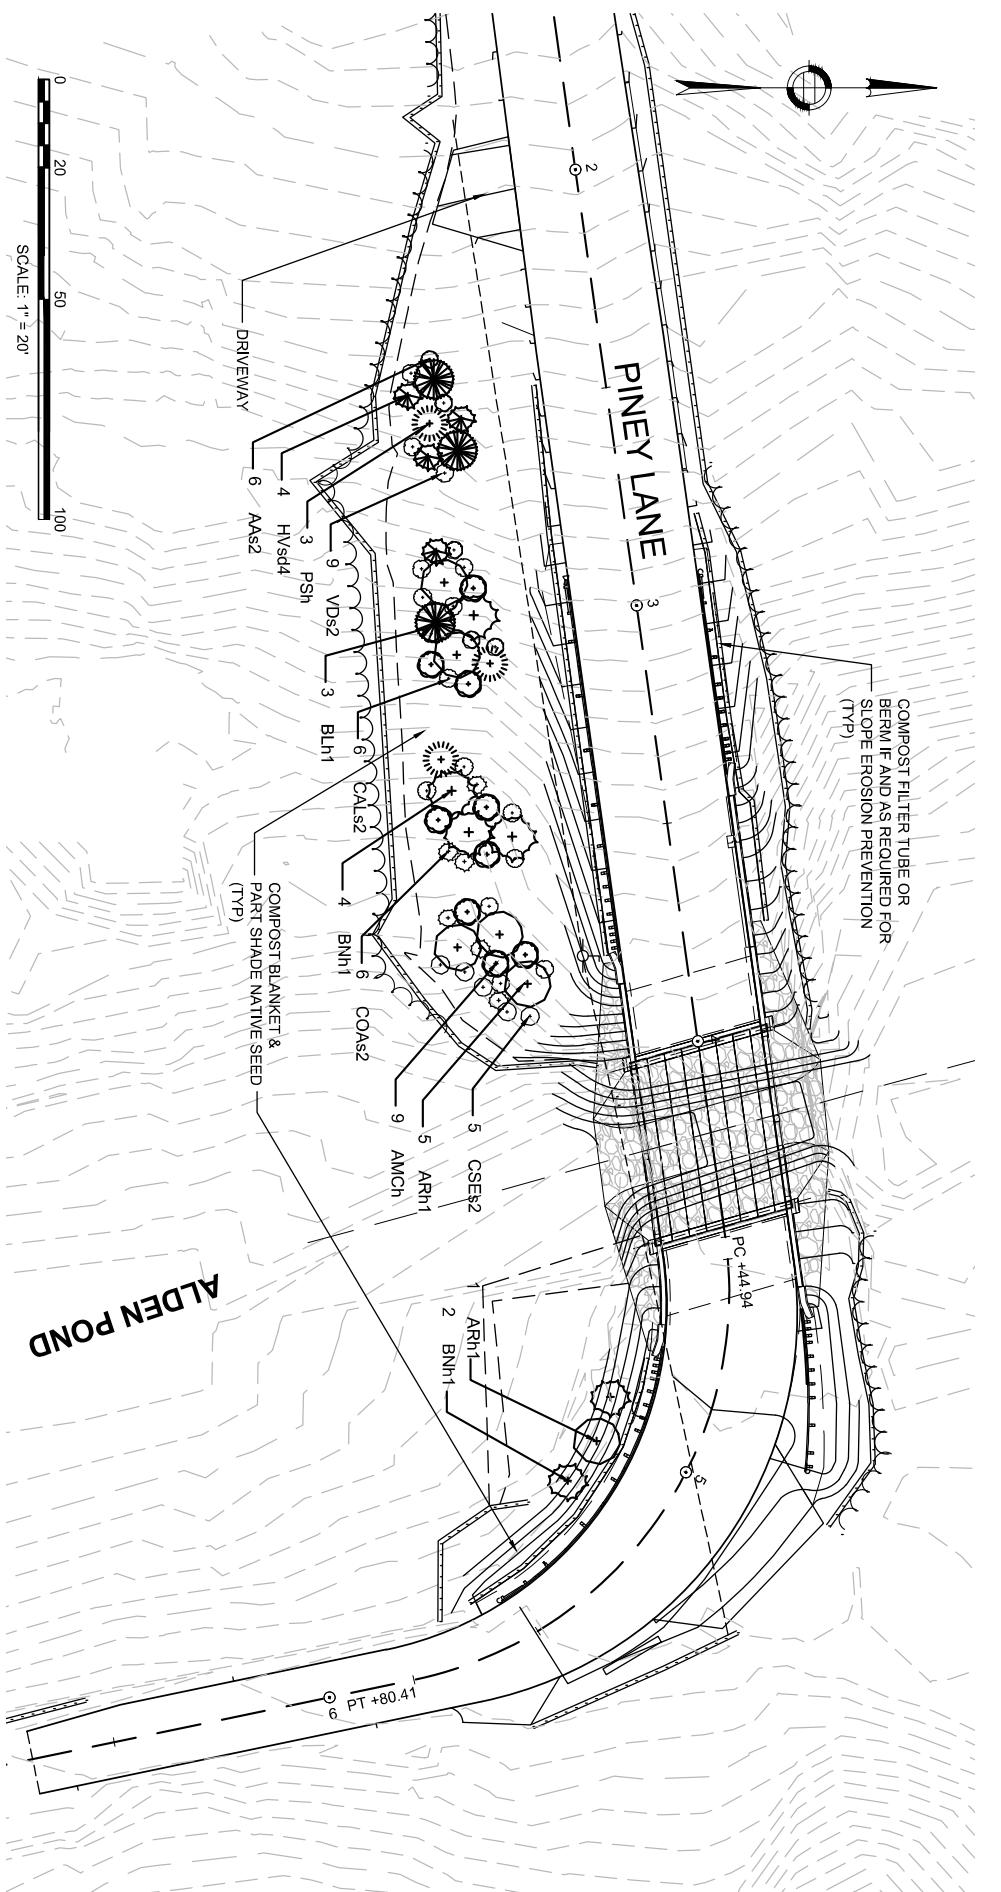 0
20
50
100
SCALE: 1" = 20'
2
PINEY LANE
3
DRIVEWAY
6 AAs2
4 HVsd4
3 PSh
9 VDs2
3 BLh1
6 CALs2
4 BNh1
6 COAs2
9 AMCh
5 ARh1
5 CSEs2
COMPOST FILTER TUBE OR
BERM IF AND AS REQUIRED FOR
SLOPE EROSION PREVENTION
(TYP)
COMPOST BLANKET &
PART SHADE NATIVE SEED
(TYP)
PC +44.94
1 ARh1
2 BNh1
ALDEN POND
5
6 PT +80.41